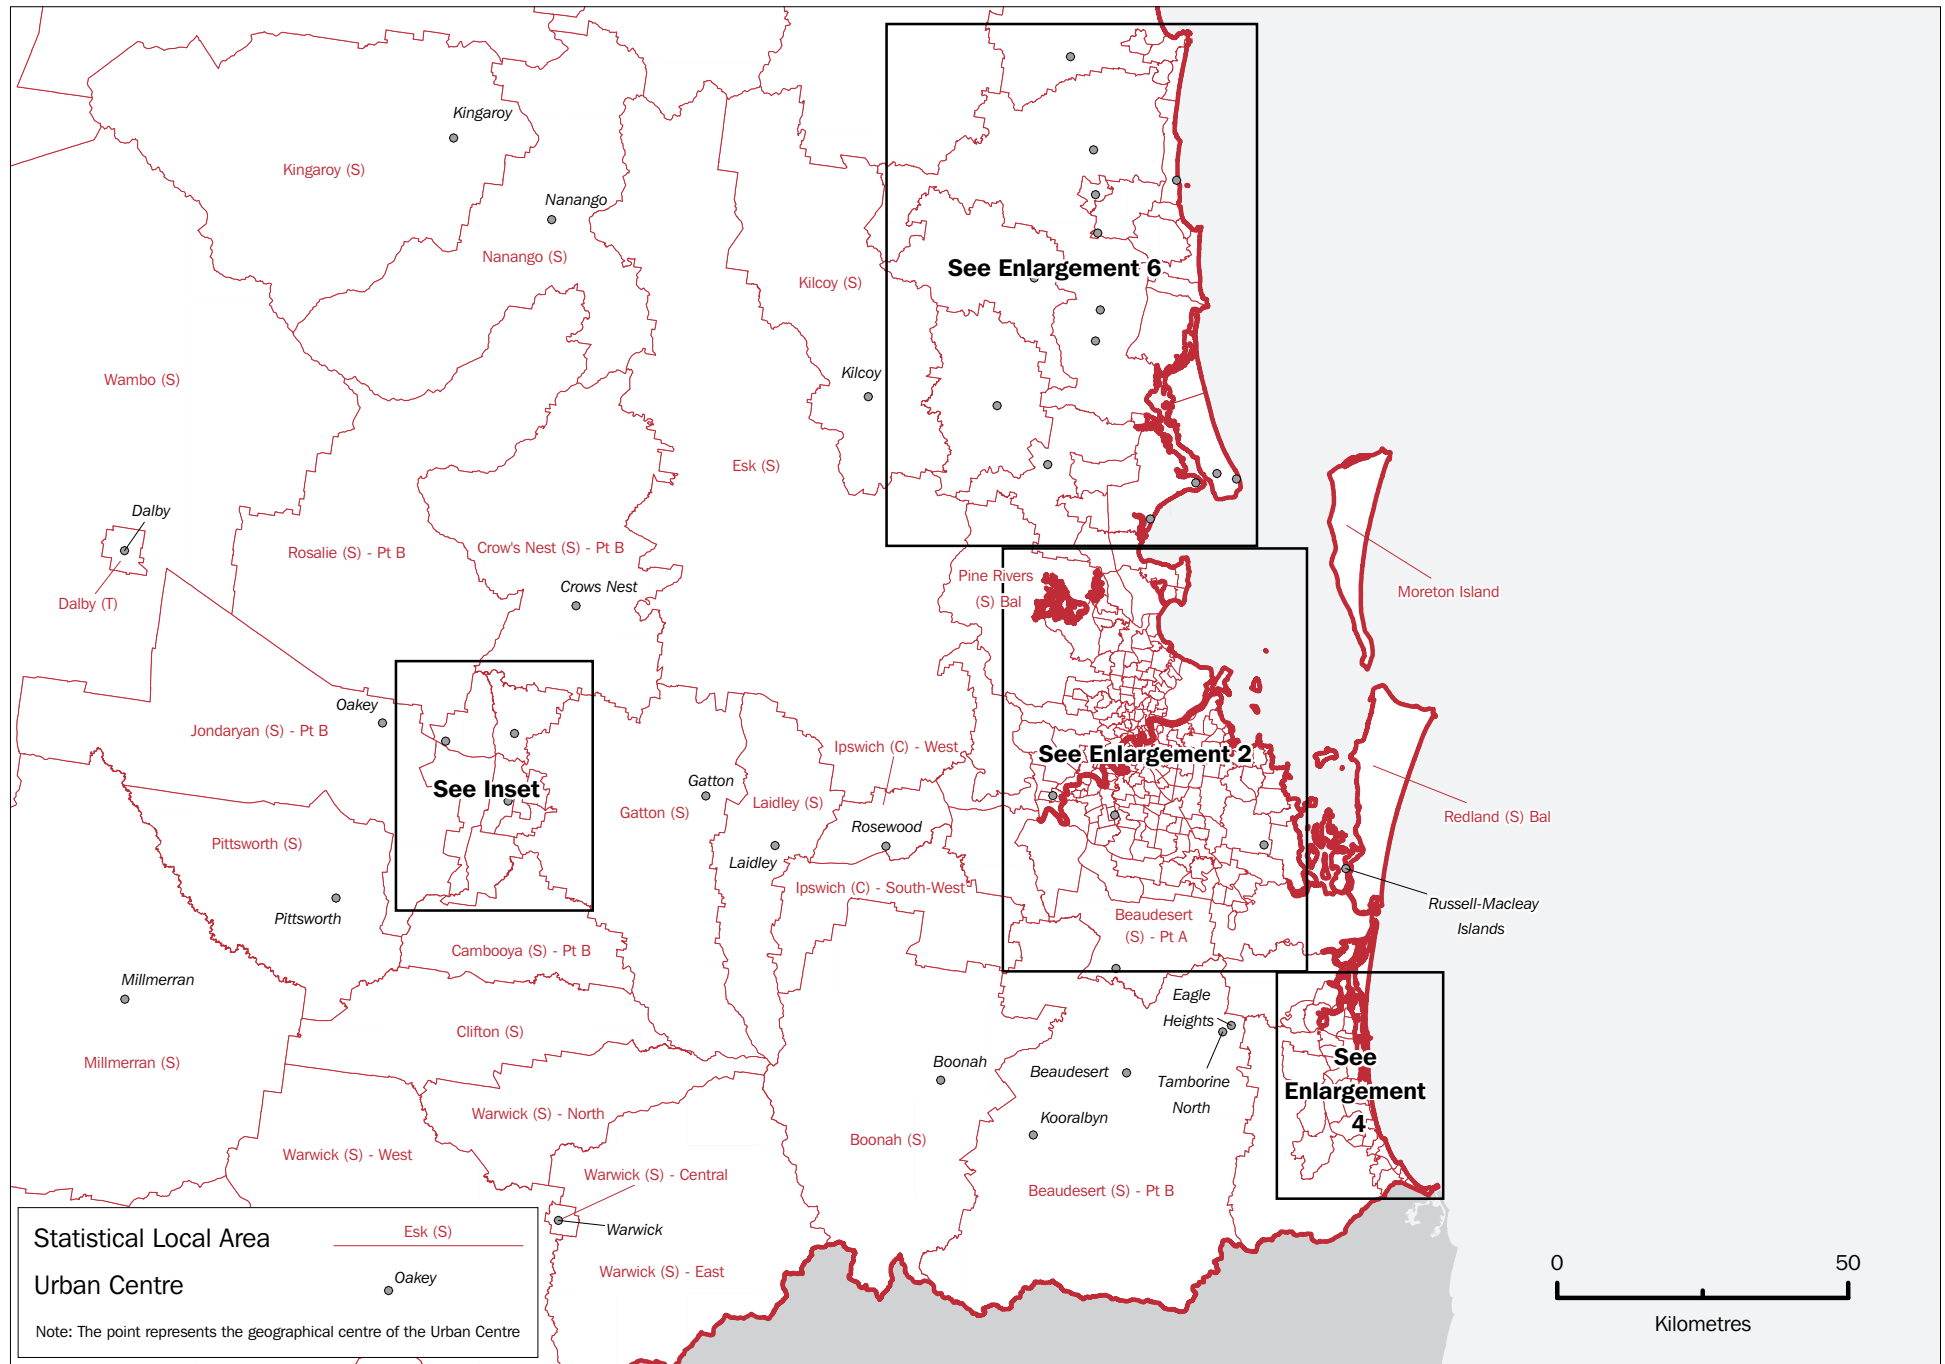 Kingaroy
Kingaroy (S)
Nanango
Nanango (S)
See Enlargement 6
Kilcoy (S)
Wambo (S)
Kilcoy
Esk (S)
Dalby
Rosalie (S) - Pt B
Crow's Nest (S) - Pt B
Crows Nest
Dalby (T)
Pine Rivers
(S) Bal
Moreton Island
Oakey
Jondaryan (S) - Pt B
Ipswich (C) - West
See Enlargement 2
See Inset
Gatton
Gatton (S)
Laidley (S)
Redland (S) Bal
Rosewood
Pittsworth (S)
Laidley
Ipswich (C) - South-West
Russell-Macleay
Islands
Pittsworth
Beaudesert
(S) - Pt A
Cambooya (S) - Pt B
Millmerran
Eagle
Heights
Clifton (S)
Millmerran (S)
Boonah
Beaudesert
Tamborine
North
See
Enlargement
4
Warwick (S) - North
Kooralbyn
Boonah (S)
Warwick (S) - West
Warwick (S) - Central
Beaudesert (S) - Pt B
Warwick
Warwick (S) - East
Statistical Local Area
Esk (S)
Urban Centre
Oakey
Note: The point represents the geographical centre of the Urban Centre
0 50
Kilometres